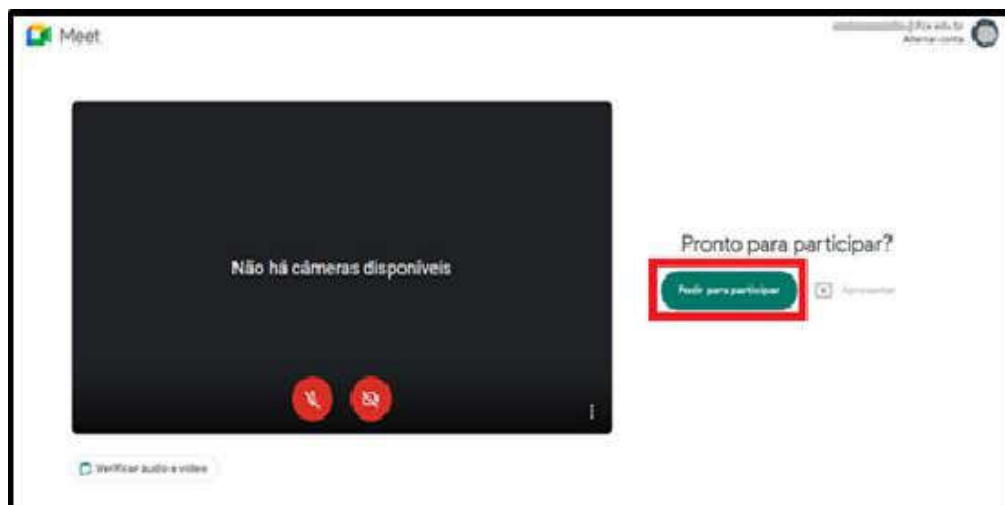 Meet
Alternar conta
Não há câmeras disponíveis
Pronto para participar?
Pedir para participar
Apresentar
Verificar áudio e vídeo